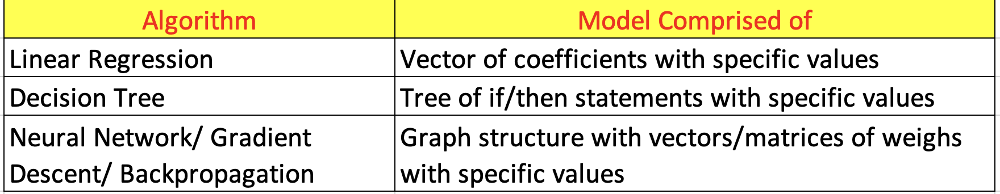 Algorithm
Model Comprised of
Linear Regression
Vector of coefficients with specific values
Decision Tree
Tree of if/then statements with specific values
Neural Network/ Gradient
Descent/ Backpropagation
Graph structure with vectors/matrices of weighs
with specific values